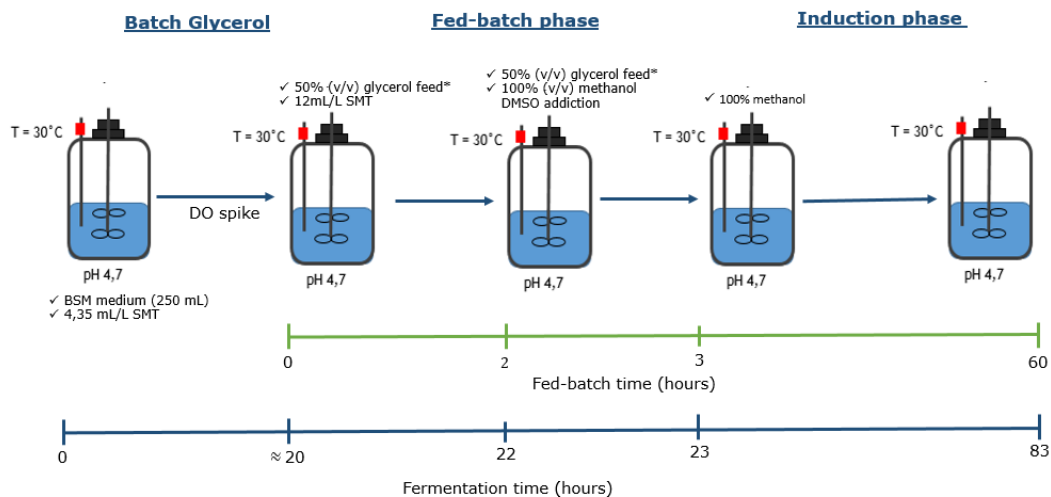 Batch Glycerol
Fed-batch phase
Induction phase
✓ 50% (v/v) glycerol feed*
✓ 12mL/L SMT
✓ 50% (v/v) glycerol feed*
✓ 100% (v/v) methanol
DMSO addiction
✓ 100% methanol
T = 30˚C
T = 30˚C
T = 30˚C
T = 30˚C
T = 30˚C
DO spike
pH 4,7
pH 4,7
pH 4,7
pH 4,7
pH 4,7
✓ BSM medium (250 mL)
✓ 4,35 mL/L SMT
0
2
3
60
Fed-batch time (hours)
0
≈ 20
22
23
83
Fermentation time (hours)